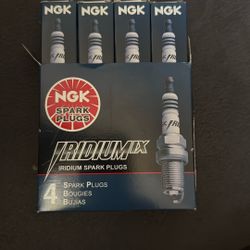 NGK
NGK
NGK
NGK
NGK
SPARK
PLUGS
IRIDIUM IX
IRIDIUM SPARK PLUGS
4
SPARK PLUGS
BOUGIES
BUJIAS